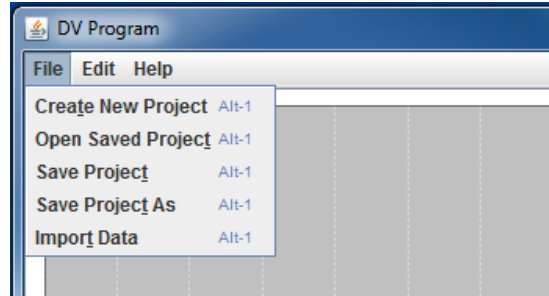 DV Program
File Edit Help
Create New Project Alt-1
Open Saved Project Alt-1
Save Project Alt-1
Save Project As Alt-1
Import Data Alt-1